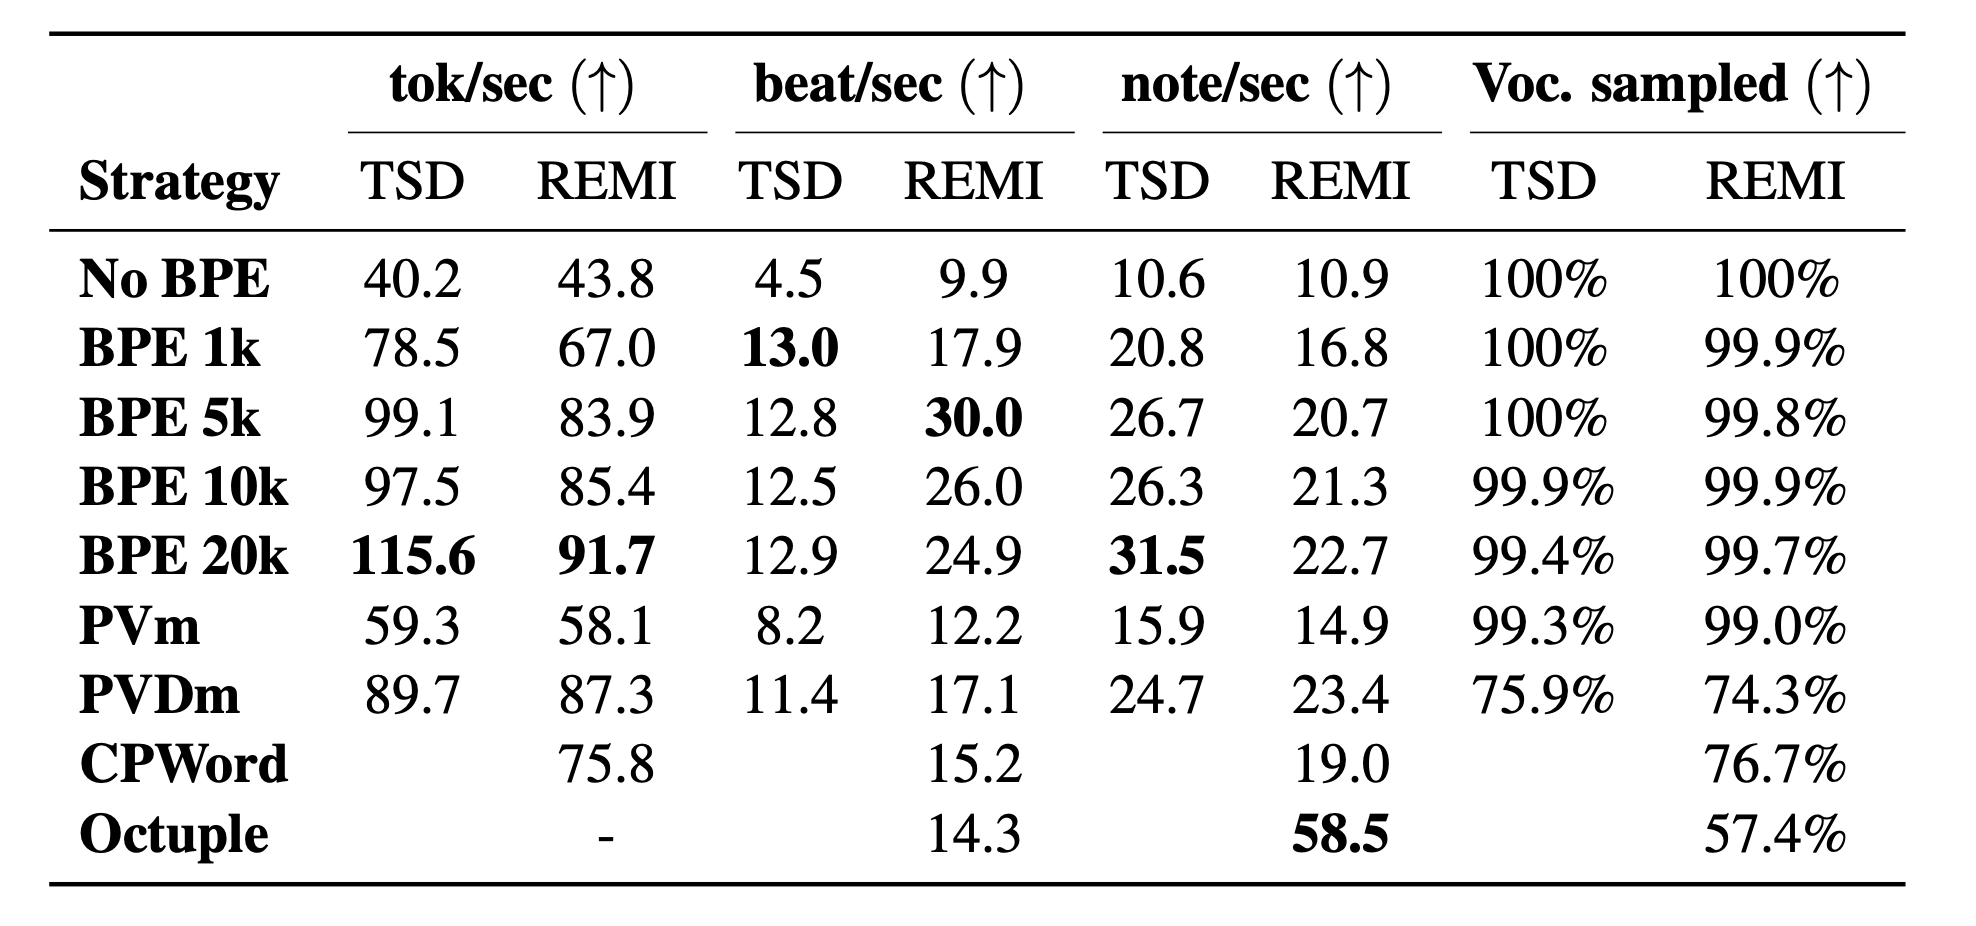 tok/sec (↑) beat/sec (↑) note/sec (↑) Voc. sampled (↑)
Strategy TSD REMI TSD REMI TSD REMI TSD REMI
No BPE 40.2 43.8 4.5 9.9 10.6 10.9 100% 100%
BPE 1k 78.5 67.0 13.0 17.9 20.8 16.8 100% 99.9%
BPE 5k 99.1 83.9 12.8 30.0 26.7 20.7 100% 99.8%
BPE 10k 97.5 85.4 12.5 26.0 26.3 21.3 99.9% 99.9%
BPE 20k 115.6 91.7 12.9 24.9 31.5 22.7 99.4% 99.7%
PVm 59.3 58.1 8.2 12.2 15.9 14.9 99.3% 99.0%
PVDm 89.7 87.3 11.4 17.1 24.7 23.4 75.9% 74.3%
CPWord 75.8 15.2 19.0 76.7%
Octuple - 14.3 58.5 57.4%